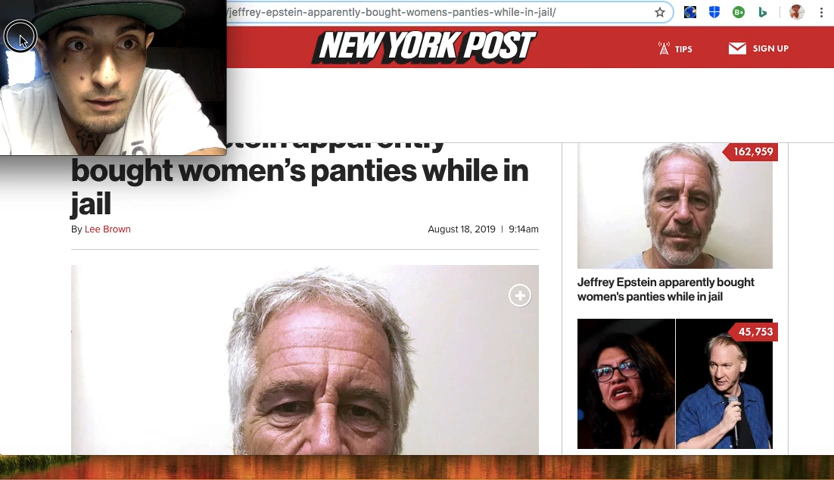 /jeffrey-epstein-apparently-bought-womens-panties-while-in-jail/
NEW YORK POST
TIPS
SIGN UP
apparently
bought women's panties while in
jail
By Lee Brown
August 18, 2019 | 9:14am
162,959
Jeffrey Epstein apparently bought
women's panties while in jail
45,753